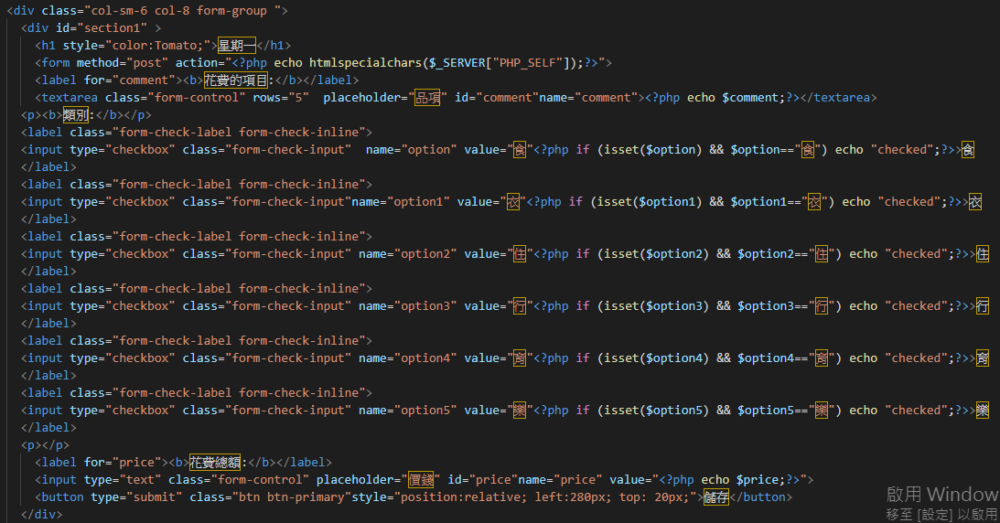 <div class="col-sm-6 col-8 form-group ">
<div id="section1" >
<h1 style="color:Tomato;">星期一</h1>
<form method="post" action="<?php echo htmlspecialchars($_SERVER["PHP_SELF"]);?>">
<label for="comment"><b>花費的項目:</b></label>
<textarea class="form-control" rows="5"  placeholder="品項" id="comment"name="comment"><?php echo $comment;?></textarea>
<p><b>類別:</b></p>
<label class="form-check-label form-check-inline">
<input type="checkbox" class="form-check-input"  name="option" value="食"<?php if (isset($option) && $option=="食") echo "checked";?>>食
</label>
<label class="form-check-label form-check-inline">
<input type="checkbox" class="form-check-input"name="option1" value="衣"<?php if (isset($option1) && $option1=="衣") echo "checked";?>>衣
</label>
<label class="form-check-label form-check-inline">
<input type="checkbox" class="form-check-input" name="option2" value="住"<?php if (isset($option2) && $option2=="住") echo "checked";?>>住
</label>
<label class="form-check-label form-check-inline">
<input type="checkbox" class="form-check-input" name="option3" value="行"<?php if (isset($option3) && $option3=="行") echo "checked";?>>行
</label>
<label class="form-check-label form-check-inline">
<input type="checkbox" class="form-check-input" name="option4" value="育"<?php if (isset($option4) && $option4=="育") echo "checked";?>>育
</label>
<label class="form-check-label form-check-inline">
<input type="checkbox" class="form-check-input" name="option5" value="樂"<?php if (isset($option5) && $option5=="樂") echo "checked";?>>樂
</label>
<p></p>
<label for="price"><b>花費總額:</b></label>
<input type="text" class="form-control" placeholder="價錢" id="price"name="price" value="<?php echo $price;?>">
<button type="submit" class="btn btn-primary"style="position:relative; left:280px; top: 20px;">儲存</button>
</div>
啟用 Window
移至 [設定] 以啟用